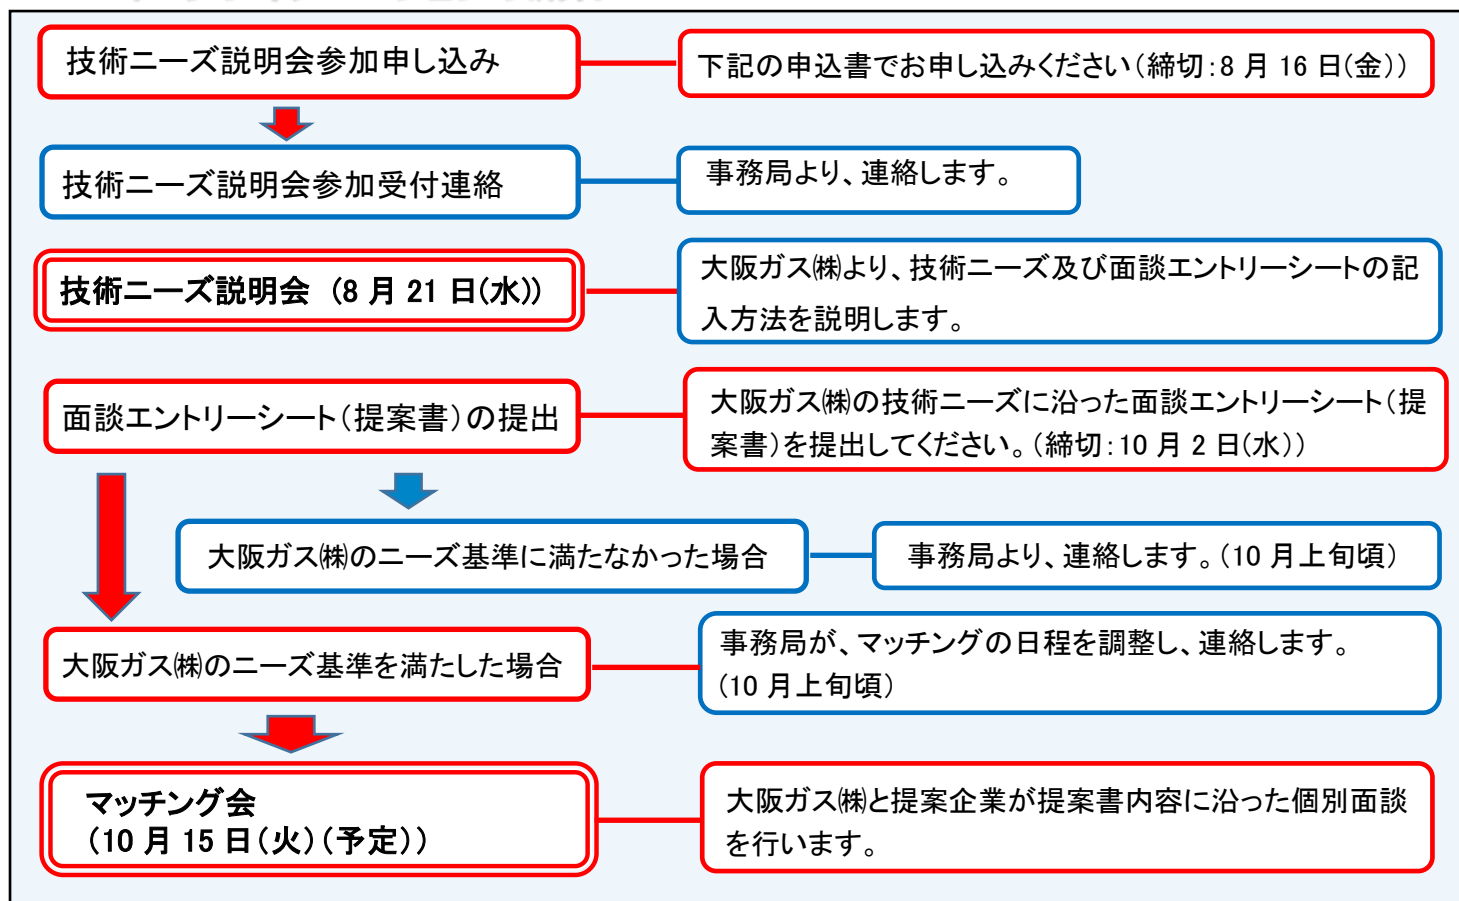 技術ニーズ説明会参加申し込み
下記の申込書でお申し込みください（締切：8 月 16 日(金)）
技術ニーズ説明会参加受付連絡
事務局より、連絡します。
技術ニーズ説明会 (8 月 21 日(水))
大阪ガス㈱より、技術ニーズ及び面談エントリーシートの記
入方法を説明します。
面談エントリーシート（提案書）の提出
大阪ガス㈱の技術ニーズに沿った面談エントリーシート（提
案書）を提出してください。（締切：10 月 2 日(水)）
大阪ガス㈱のニーズ基準に満たなかった場合
事務局より、連絡します。（10 月上旬頃）
大阪ガス㈱のニーズ基準を満たした場合
事務局が、マッチングの日程を調整し、連絡します。
（10 月上旬頃）
マッチング会
（10 月 15 日（火）（予定））
大阪ガス㈱と提案企業が提案書内容に沿った個別面談
を行います。